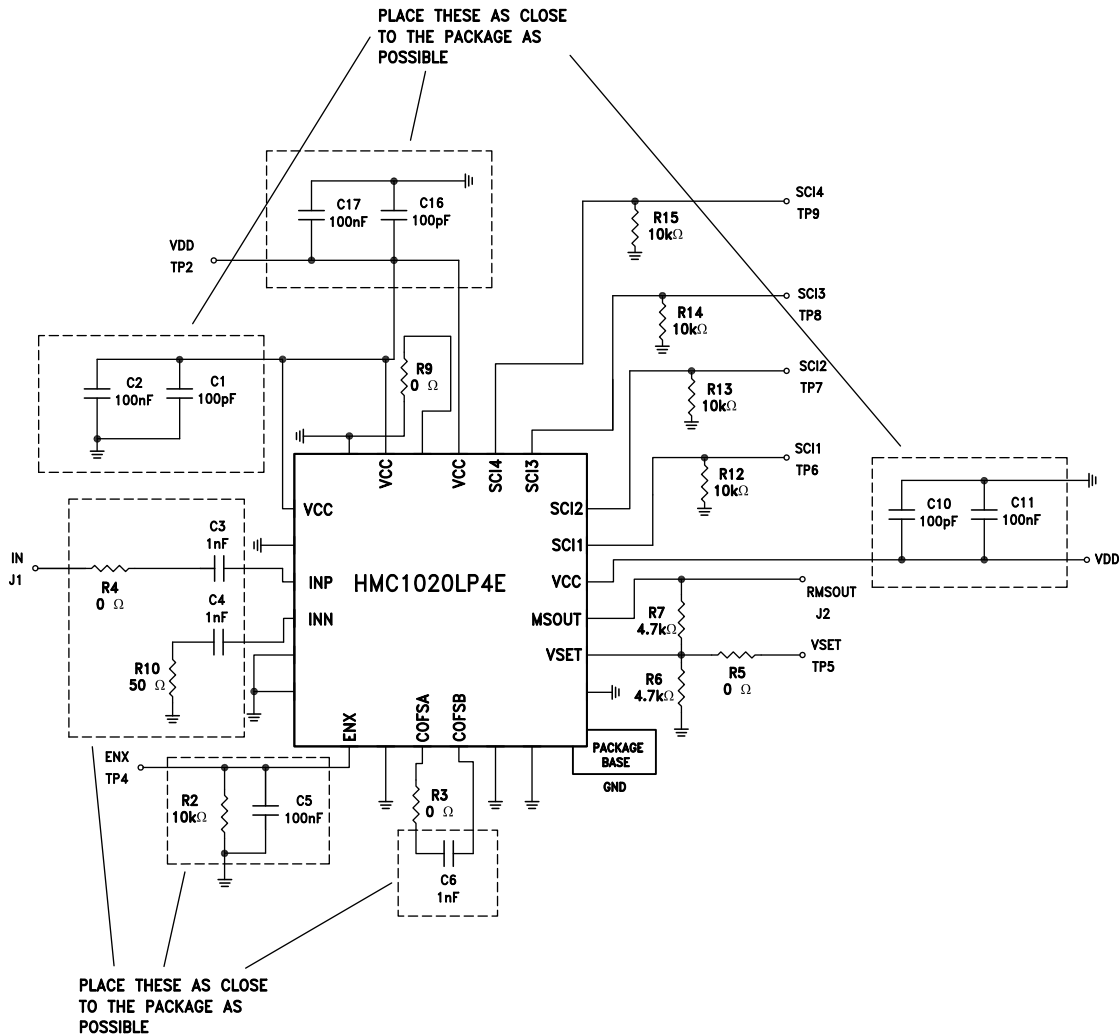 PLACE THESE AS CLOSE
TO THE PACKAGE AS
POSSIBLE
C17
100nF
C16
100pF
VDD
TP2
SCI4
TP9
R15
10kΩ
SCI3
TP8
R14
10kΩ
C2
100nF
C1
100pF
R9
0 Ω
SCI2
TP7
R13
10kΩ
SCI1
TP6
R12
10kΩ
VCC
VCC
SCI4
SCI3
VCC
SCI2
SCI1
VCC
MSOUT
VSET
INP
INN
HMC1020LP4E
ENX
COFSA
COFSB
C10
100pF
C11
100nF
VDD
IN
J1
R4
0 Ω
C3
1nF
C4
1nF
R10
50 Ω
RMSOUT
J2
R7
4.7kΩ
VSET
TP5
R5
0 Ω
R6
4.7kΩ
PACKAGE
BASE
GND
ENX
TP4
R2
10kΩ
C5
100nF
R3
0 Ω
C6
1nF
PLACE THESE AS CLOSE
TO THE PACKAGE AS
POSSIBLE